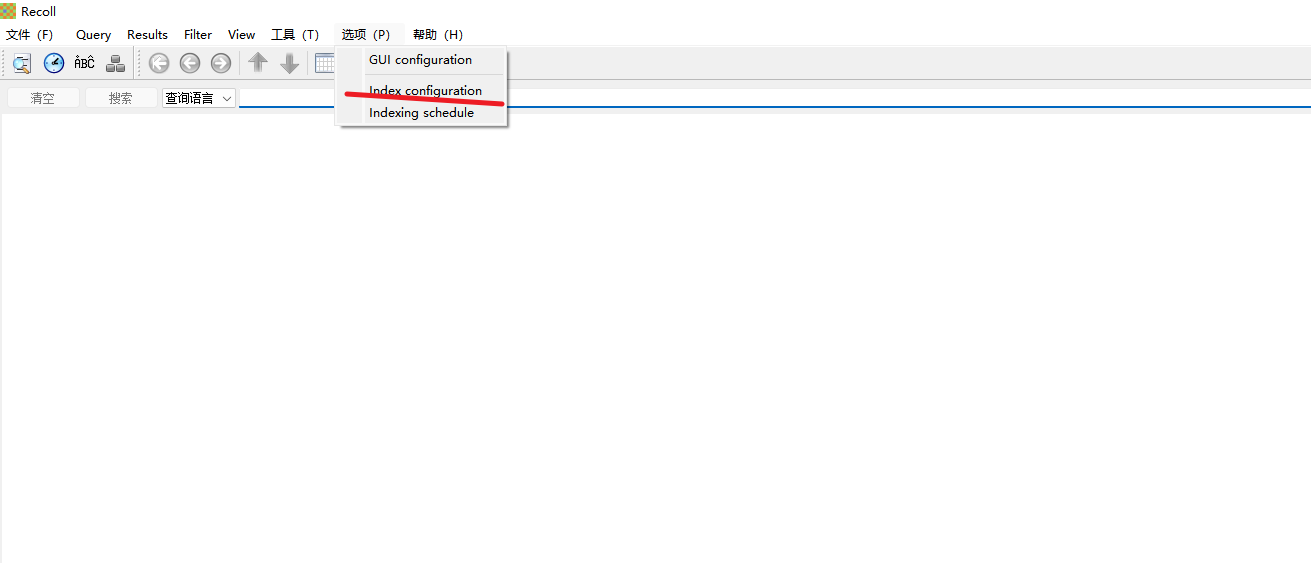 Recoll
文件（F） Query Results Filter View 工具（T） 选项（P） 帮助（H）
GUI configuration
ÀB̂Ĉ
Index configuration
清空 搜索 查询语言
Indexing schedule